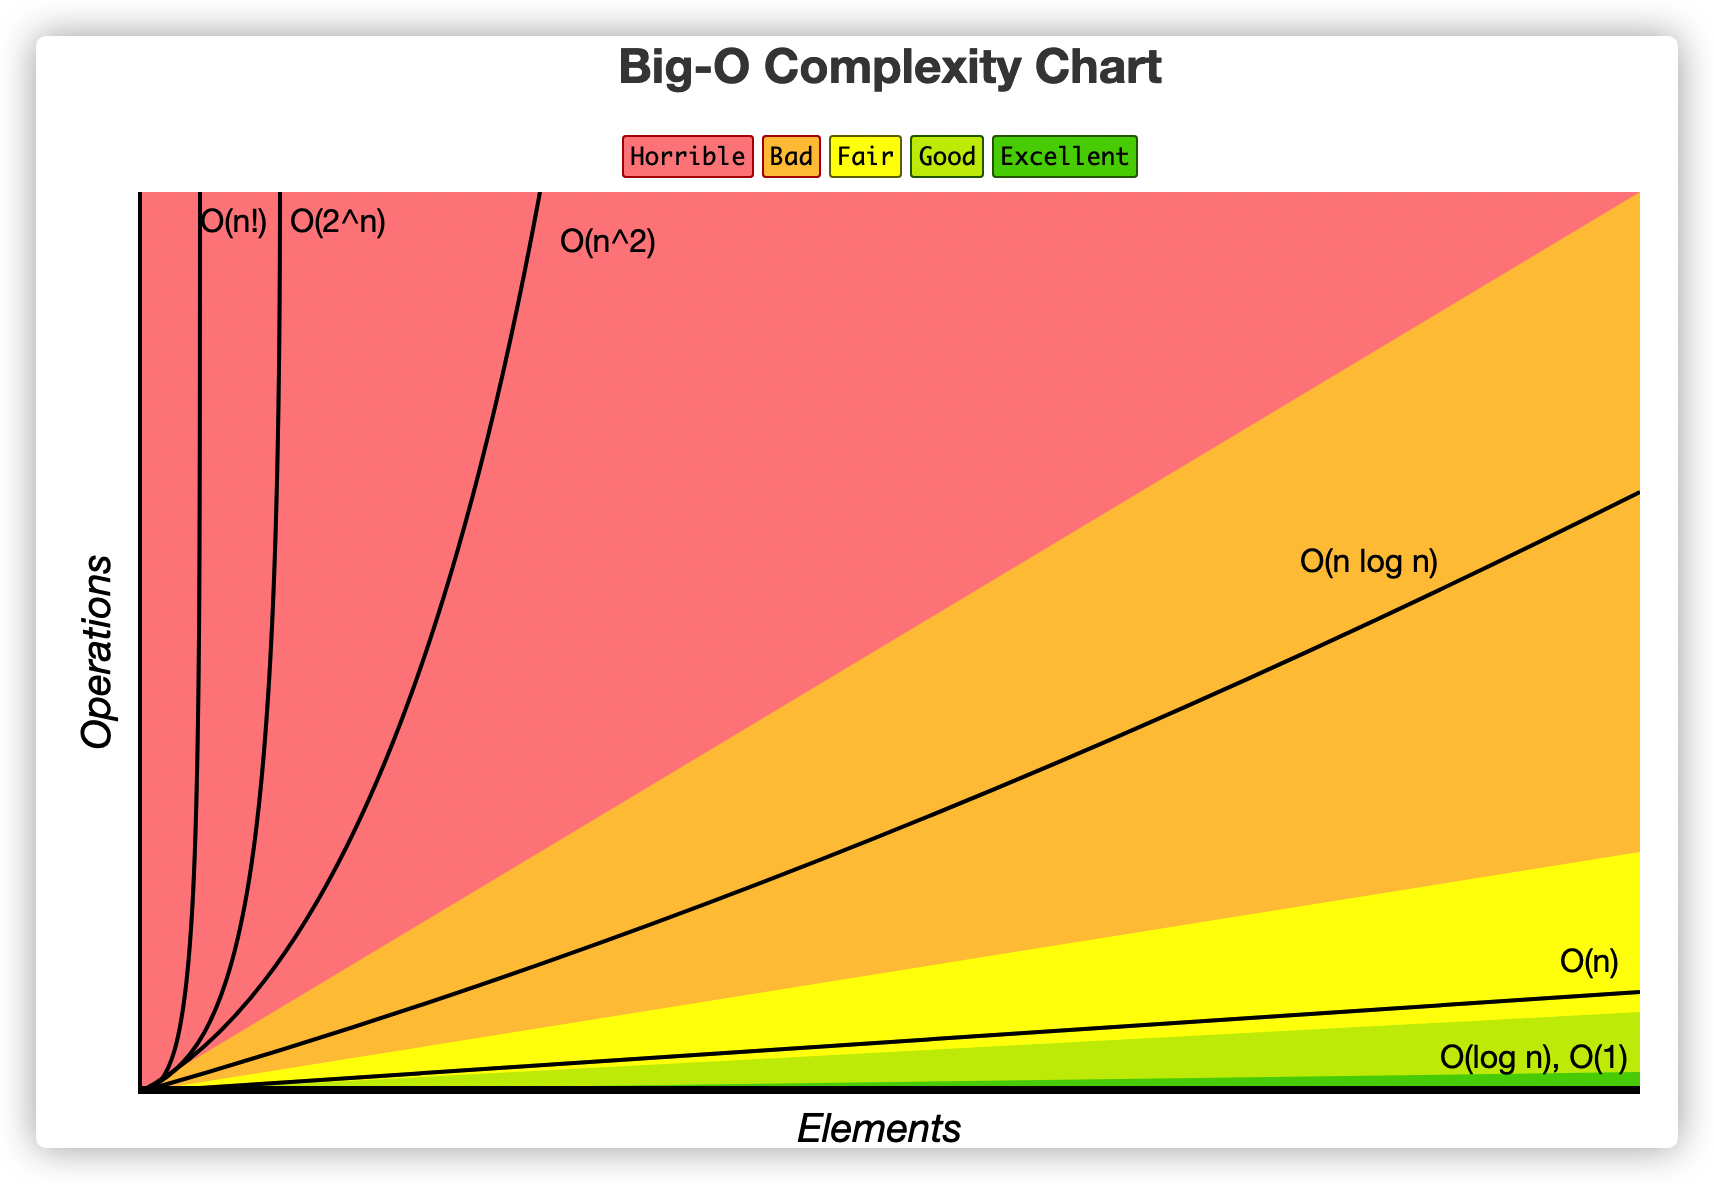 Big-O Complexity Chart
Horrible Bad Fair Good Excellent
O(n!) O(2^n)
O(n^2)
O(n log n)
Operations
O(n)
O(log n), O(1)
Elements